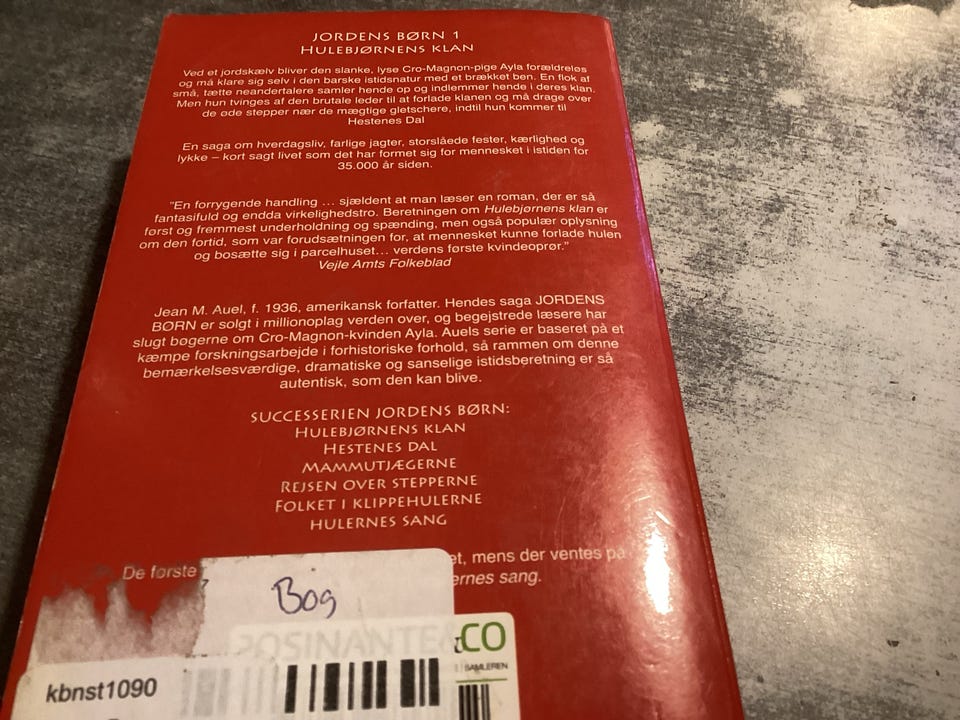 JORDENS BØRN 1
HULEBJØRNENS KLAN
Ved et jordskælv bliver den slanke, lyse Cro-Magnon-pige Ayla forældreløs
og må klare sig selv i den barske istidsnatur med et brækket ben. En flok af
små, tætte neandertalere samler hende op og indlemmer hende i deres klan.
Men hun tvinges af den brutale leder til at forlade klanen og må drage over
de øde stepper nær de mægtige gletschere, indtil hun kommer til
Hestenes Dal
En saga om hverdagsliv, farlige jagter, storslåede fester, kærlighed og
lykke – kort sagt livet som det har formet sig for mennesket i istiden for
35.000 år siden.
"En forrygende handling ... sjældent at man læser en roman, der er så
fantasifuld og endda virkelighedstro. Beretningen om Hulebjørnens klan er
først og fremmest underholdning og spænding, men også populær oplysning
om den fortid, som var forudsætningen for, at mennesket kunne forlade hulen
og bosætte sig i parcelhuset... verdens første kvindeoprør."
Vejle Amts Folkeblad
Jean M. Auel, f. 1936, amerikansk forfatter. Hendes saga JORDENS
BØRN er solgt i millionoplag verden over, og begejstrede læsere har
slugt bøgerne om Cro-Magnon-kvinden Ayla. Auels serie er baseret på et
kæmpe forskningsarbejde i forhistoriske forhold, så rammen om denne
bemærkelsesværdige, dramatiske og sanselige istidsberetning er så
autentisk, som den kan blive.
SUCCESSERIEN JORDENS BØRN:
HULEBJØRNENS KLAN
HESTENES DAL
MAMMUTJÆGERNE
REJSEN OVER STEPPERNE
FOLKET I KLIPPEHULERNE
HULERNES SANG
De første et, mens der ventes på
ernes sang.
Bog
ROSINANTE&CO
SAMLEREN
kbnst1090